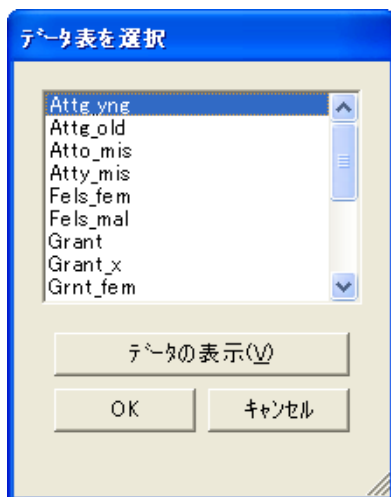 ﾃﾞｰﾀ表を選択
Attg_yng
Attg_old
Atto_mis
Atty_mis
Fels_fem
Fels_mal
Grant
Grant_x
Grnt_fem
ﾃﾞｰﾀの表示(V)
OK
ｷｬﾝｾﾙ